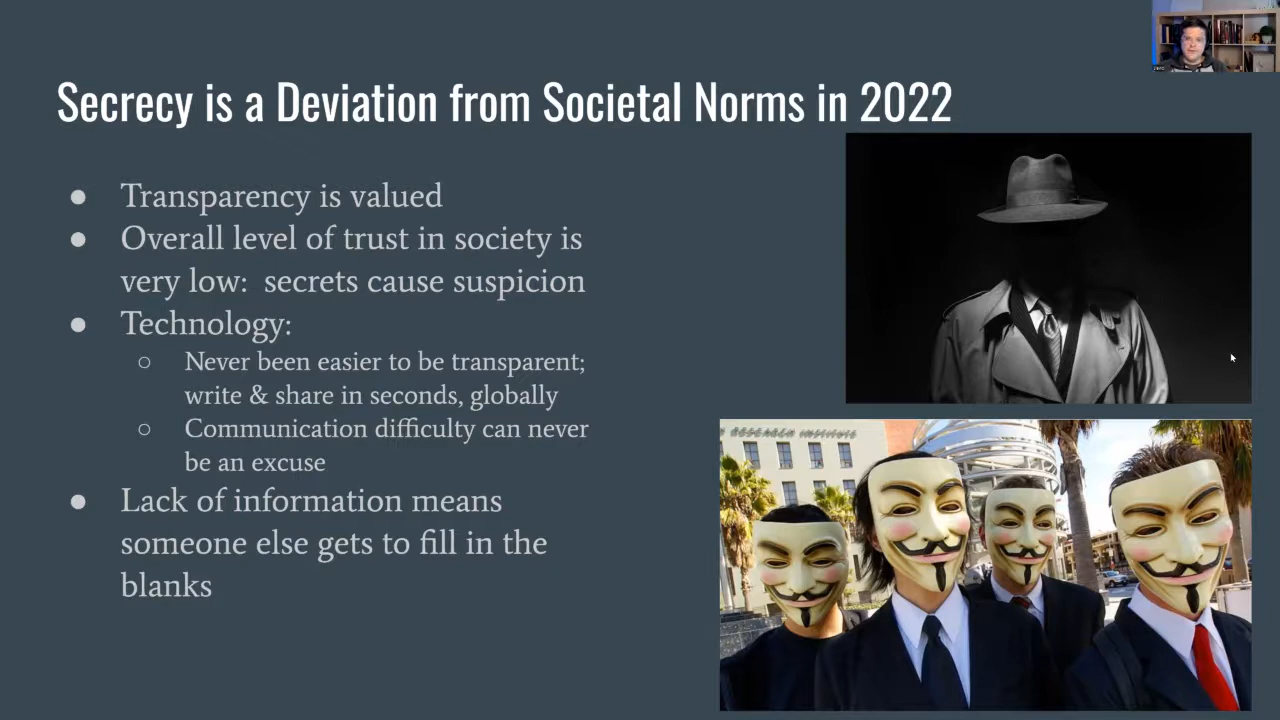 Secrecy is a Deviation from Societal Norms in 2022
● Transparency is valued
● Overall level of trust in society is
very low:  secrets cause suspicion
● Technology:
○ Never been easier to be transparent;
write & share in seconds, globally
○ Communication difficulty can never
be an excuse
● Lack of information means
someone else gets to fill in the
blanks
RESEARCH INSTITUTE